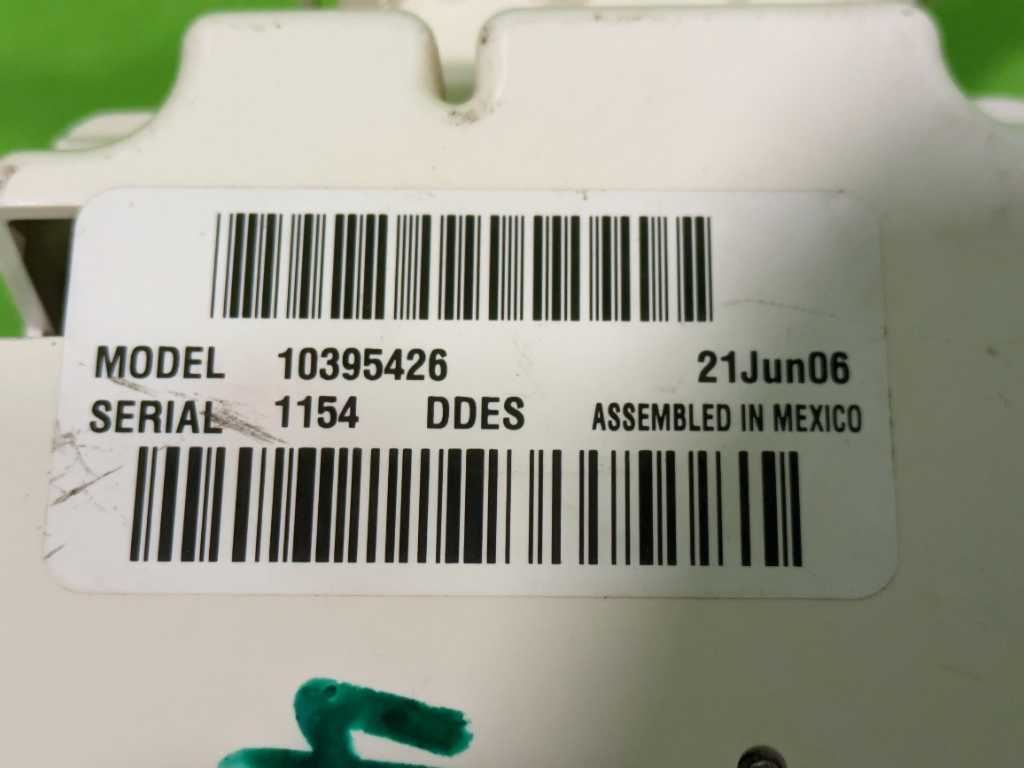 MODEL 10395426 21Jun06
SERIAL 1154 DDES ASSEMBLED IN MEXICO